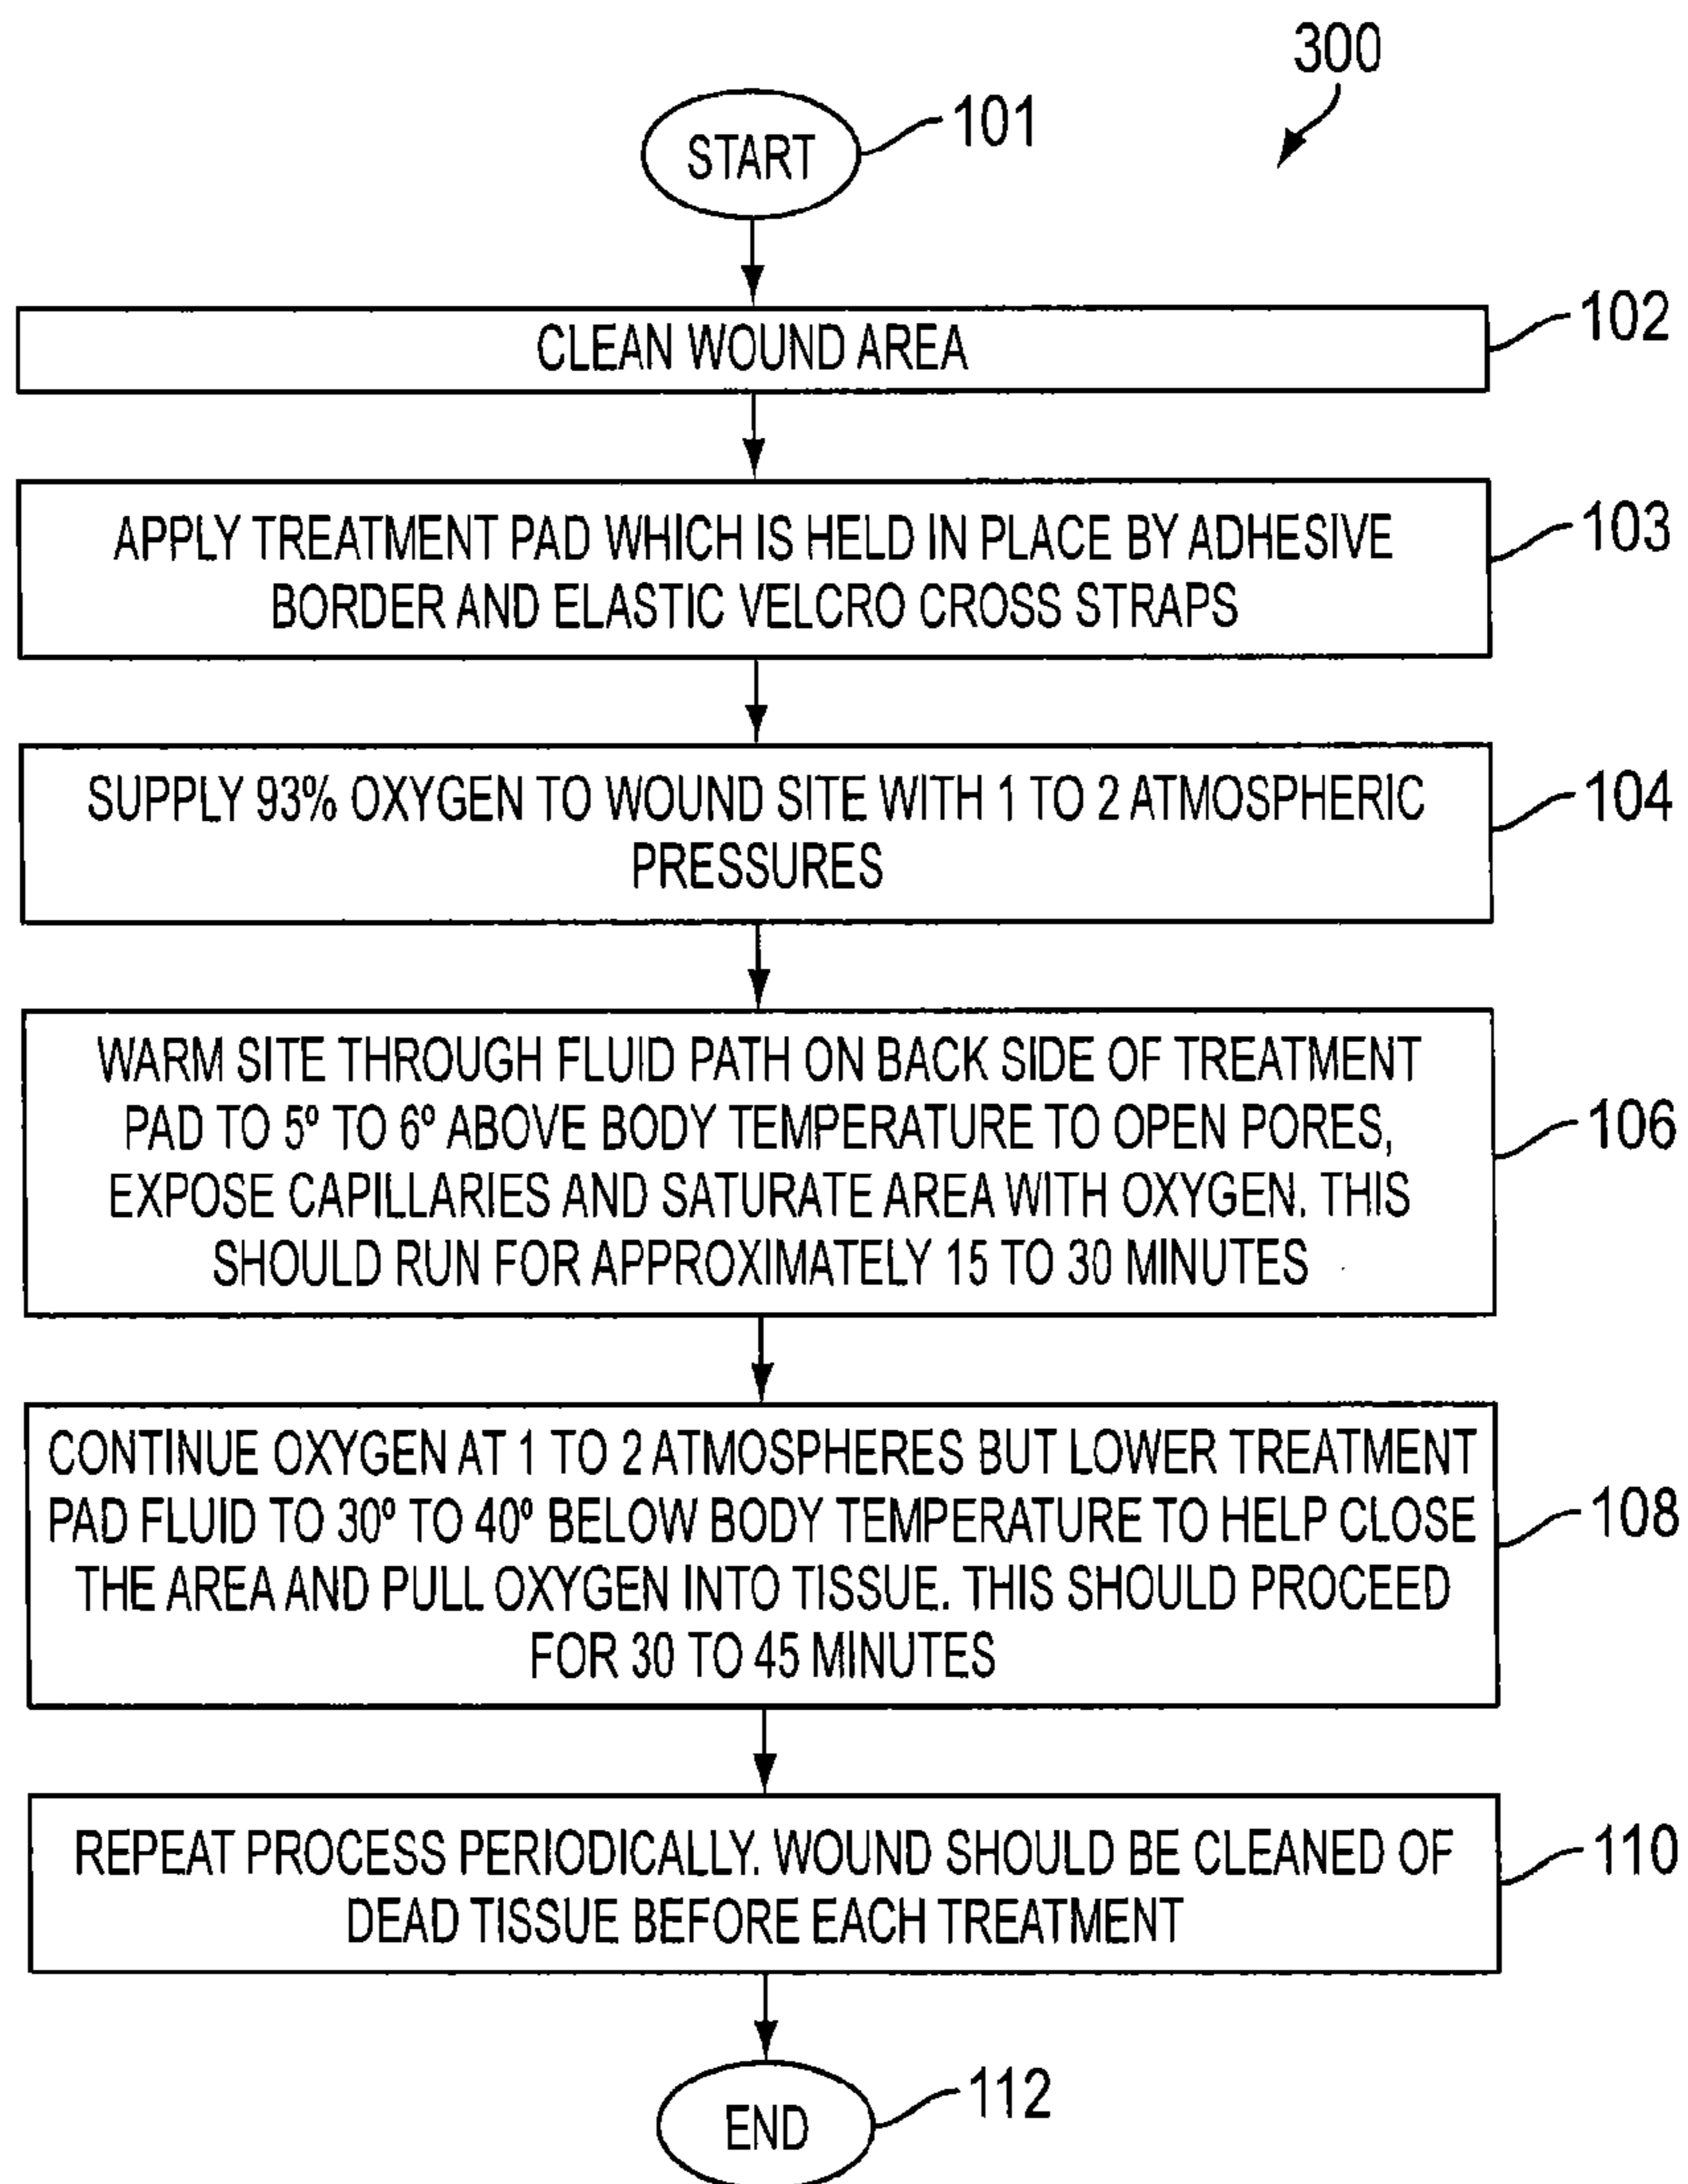 300
START
101
CLEAN WOUND AREA
102
APPLY TREATMENT PAD WHICH IS HELD IN PLACE BY ADHESIVE
BORDER AND ELASTIC VELCRO CROSS STRAPS
103
SUPPLY 93% OXYGEN TO WOUND SITE WITH 1 TO 2 ATMOSPHERIC
PRESSURES
104
WARM SITE THROUGH FLUID PATH ON BACK SIDE OF TREATMENT
PAD TO 5º TO 6º ABOVE BODY TEMPERATURE TO OPEN PORES,
EXPOSE CAPILLARIES AND SATURATE AREA WITH OXYGEN. THIS
SHOULD RUN FOR APPROXIMATELY 15 TO 30 MINUTES
106
CONTINUE OXYGEN AT 1 TO 2 ATMOSPHERES BUT LOWER TREATMENT
PAD FLUID TO 30º TO 40º BELOW BODY TEMPERATURE TO HELP CLOSE
THE AREA AND PULL OXYGEN INTO TISSUE. THIS SHOULD PROCEED
FOR 30 TO 45 MINUTES
108
REPEAT PROCESS PERIODICALLY. WOUND SHOULD BE CLEANED OF
DEAD TISSUE BEFORE EACH TREATMENT
110
END
112